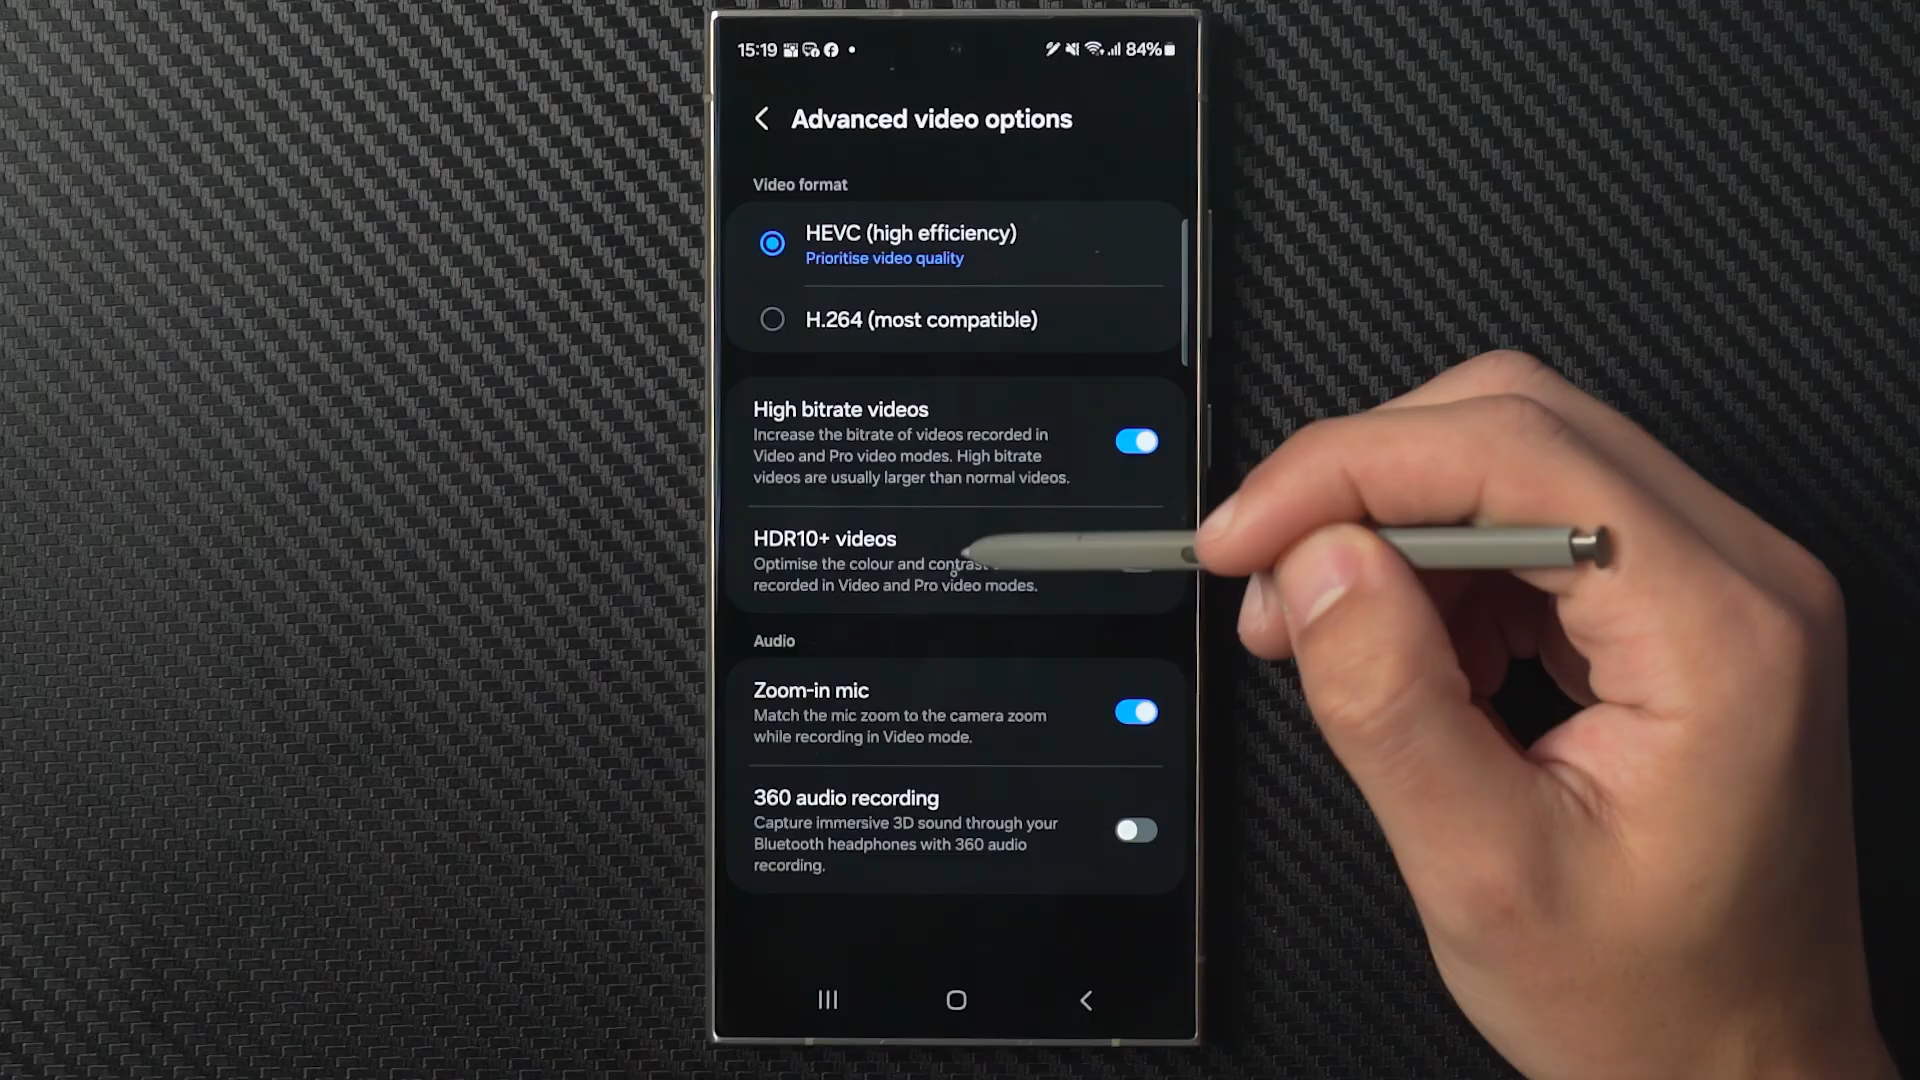 15:19 84%
Advanced video options
Video format
HEVC (high efficiency)
Prioritise video quality
H.264 (most compatible)
High bitrate videos
Increase the bitrate of videos recorded in
Video and Pro video modes. High bitrate
videos are usually larger than normal videos.
HDR10+ videos
Optimise the colour and contrast
recorded in Video and Pro video modes.
Audio
Zoom-in mic
Match the mic zoom to the camera zoom
while recording in Video mode.
360 audio recording
Capture immersive 3D sound through your
Bluetooth headphones with 360 audio
recording.